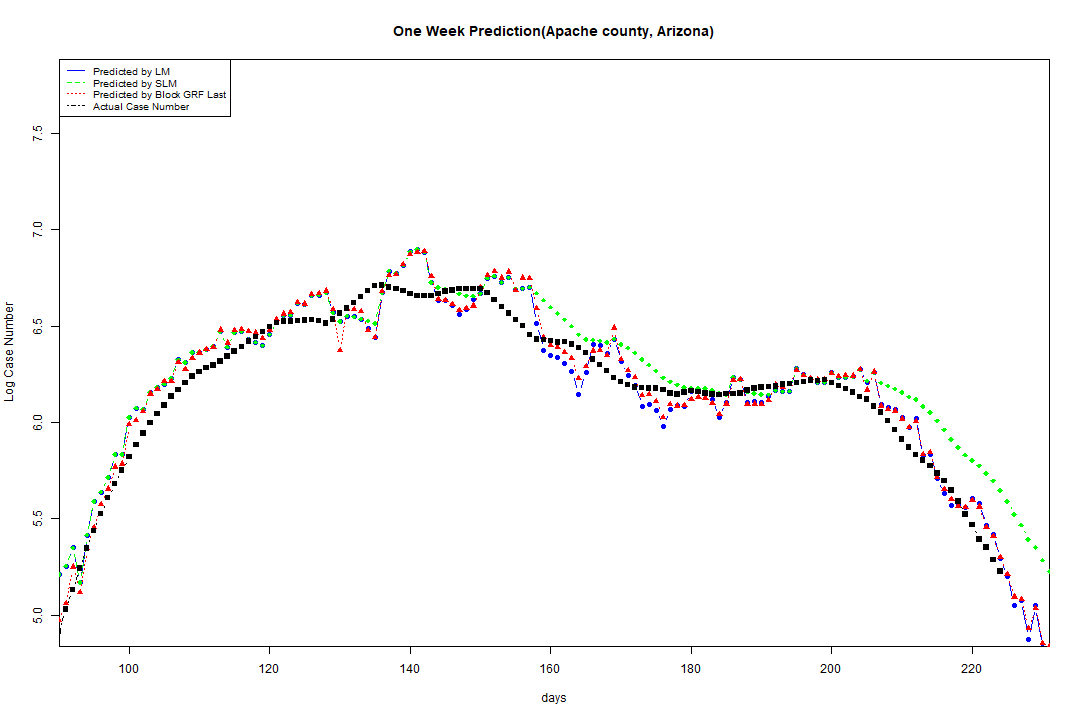 One Week Prediction(Apache county, Arizona)
Predicted by LM
Predicted by SLM
Predicted by Block GRF Last
Actual Case Number
Log Case Number
7.5
7.0
6.5
6.0
5.5
5.0
100 120 140 160 180 200 220
days